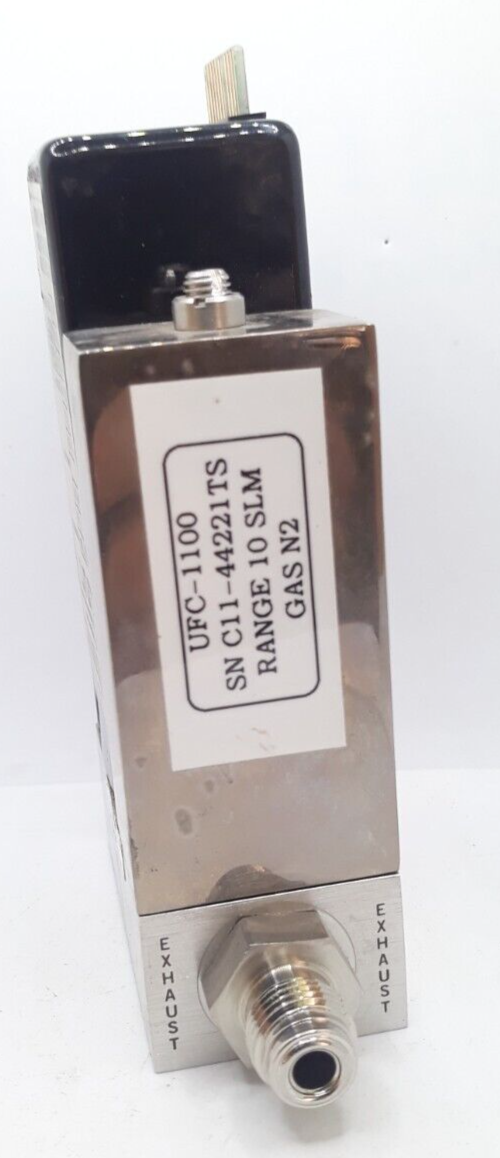 UFC-1100
SN C11-44221TS
RANGE 10 SLM
GAS N2
EXHAUST
EXHAUST